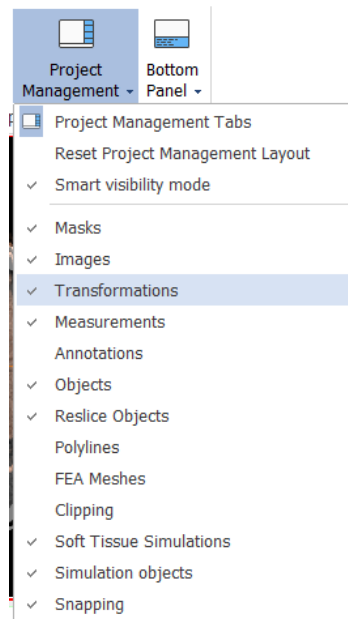 Project
Management
Bottom
Panel
Project Management Tabs
Reset Project Management Layout
Smart visibility mode
Masks
Images
Transformations
Measurements
Annotations
Objects
Reslice Objects
Polylines
FEA Meshes
Clipping
Soft Tissue Simulations
Simulation objects
Snapping